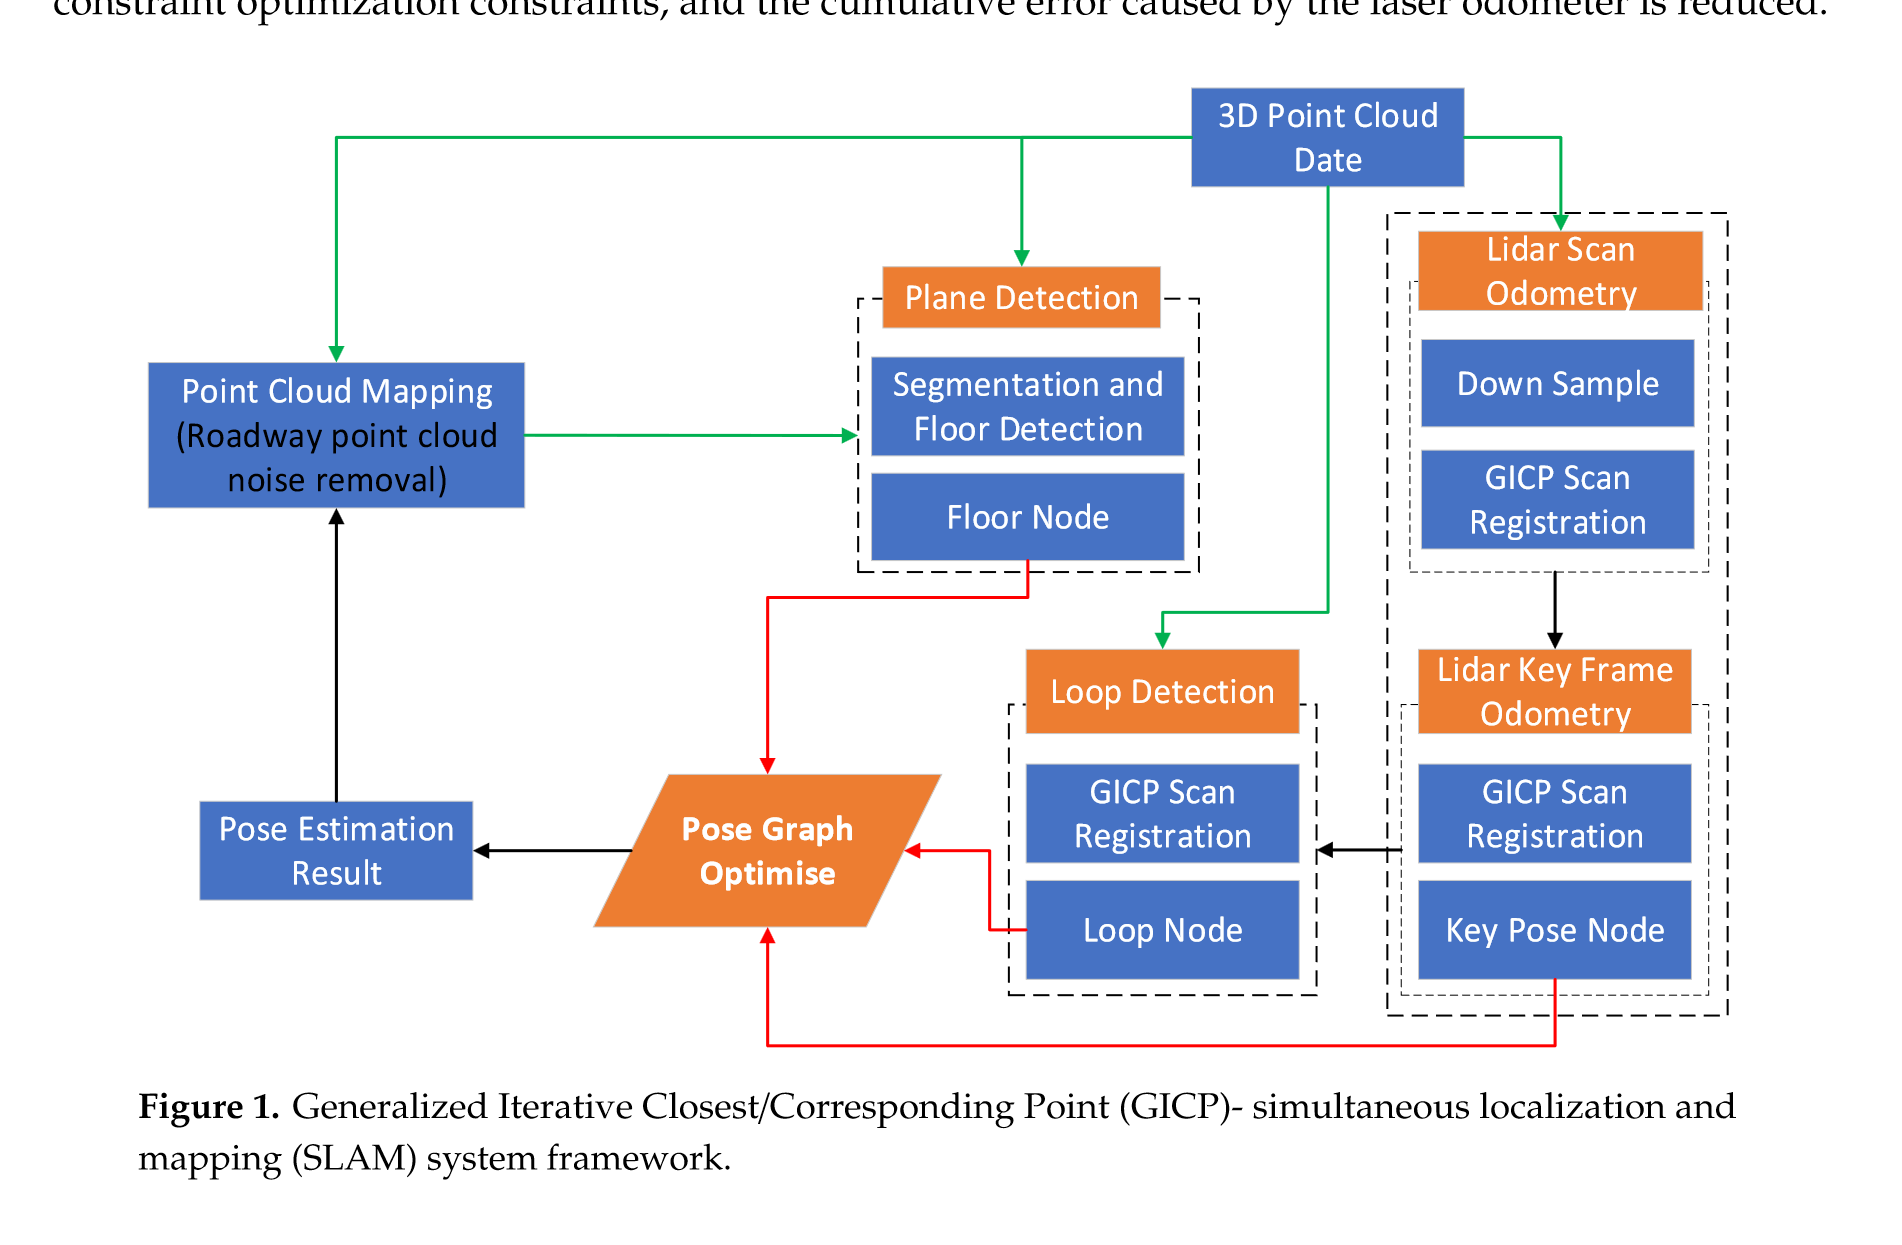 constraint optimization constraints, and the cumulative error caused by the laser odometer is reduced.
3D Point Cloud
Date
Lidar Scan
Odometry
Plane Detection
Down Sample
Segmentation and
Floor Detection
Point Cloud Mapping
(Roadway point cloud
noise removal)
GICP Scan
Registration
Floor Node
Loop Detection
Lidar Key Frame
Odometry
GICP Scan
Registration
GICP Scan
Registration
Pose Graph
Optimise
Pose Estimation
Result
Loop Node
Key Pose Node
Figure 1. Generalized Iterative Closest/Corresponding Point (GICP)- simultaneous localization and
mapping (SLAM) system framework.